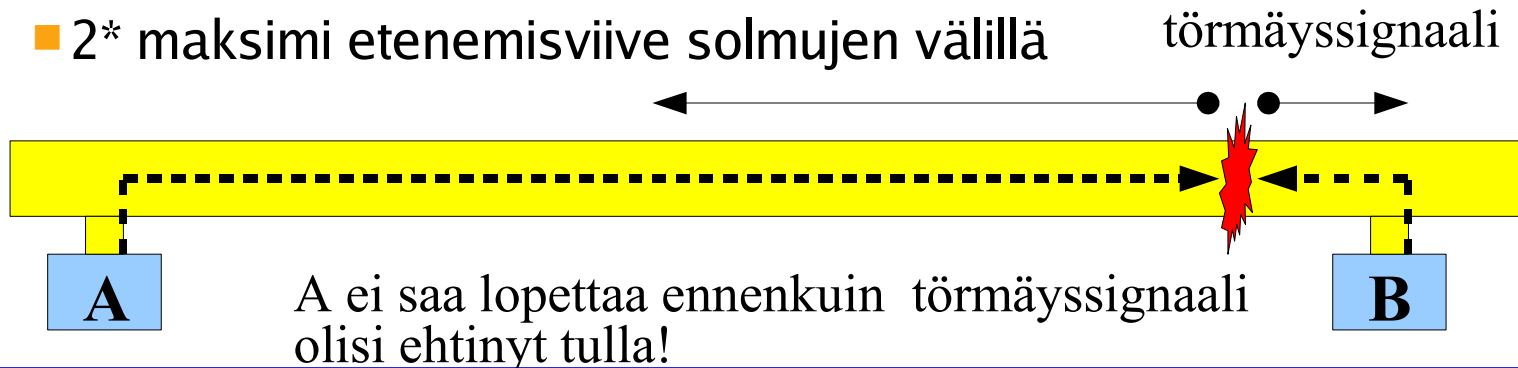 2* maksimi etenemisviive solmujen välillä
törmäyssignaali
A
A ei saa lopettaa ennenkuin törmäyssignaali
olisi ehtinyt tulla!
B